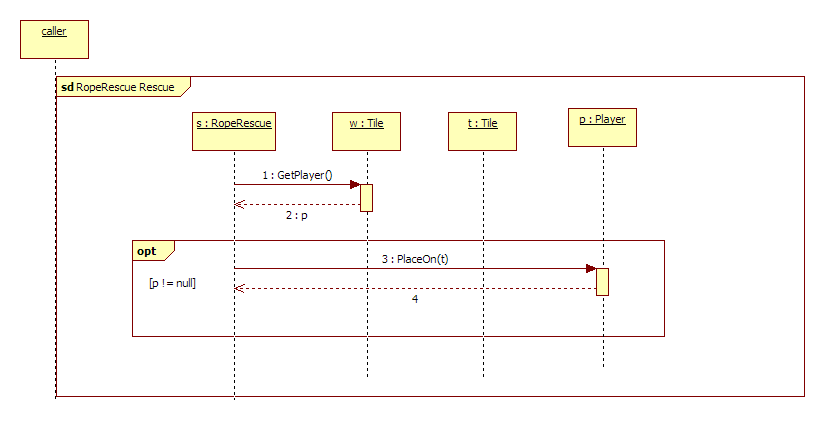 caller
sd RopeRescue Rescue
s : RopeRescue
w : Tile
t : Tile
p : Player
1 : GetPlayer()
2 : p
opt
3 : PlaceOn(t)
[p != null]
4